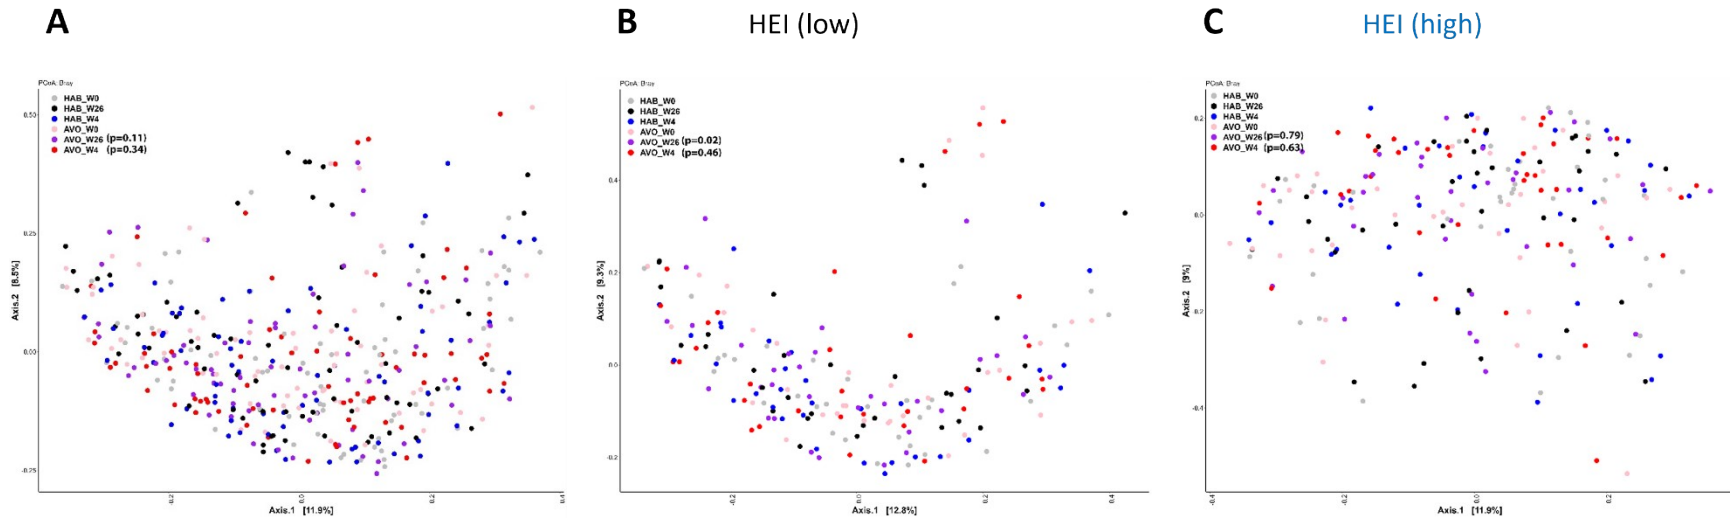 A
B HEI (low)
C HEI (high)
PCoA: Bray
HAB_W0
HAB_W26
HAB_W4
AVO_W0
AVO_W26 (p=0.11)
AVO_W4 (p=0.34)
0.50
0.25
0.00
-0.25
Axis.2 [8.5%]
-0.2
0.0
0.2
0.4
Axis.1 [11.9%]
PCoA: Bray
HAB_W0
HAB_W26
HAB_W4
AVO_W0
AVO_W26 (p=0.02)
AVO_W4 (p=0.46)
0.4
0.2
0.0
-0.2
Axis.2 [9.3%]
-0.2
0.0
0.2
0.4
Axis.1 [12.8%]
PCoA: Bray
HAB_W0
HAB_W26
HAB_W4
AVO_W0
AVO_W26 (p=0.79)
AVO_W4 (p=0.63)
0.2
0.0
-0.2
-0.4
Axis.2 [9%]
-0.4
-0.2
0.0
0.2
Axis.1 [11.9%]